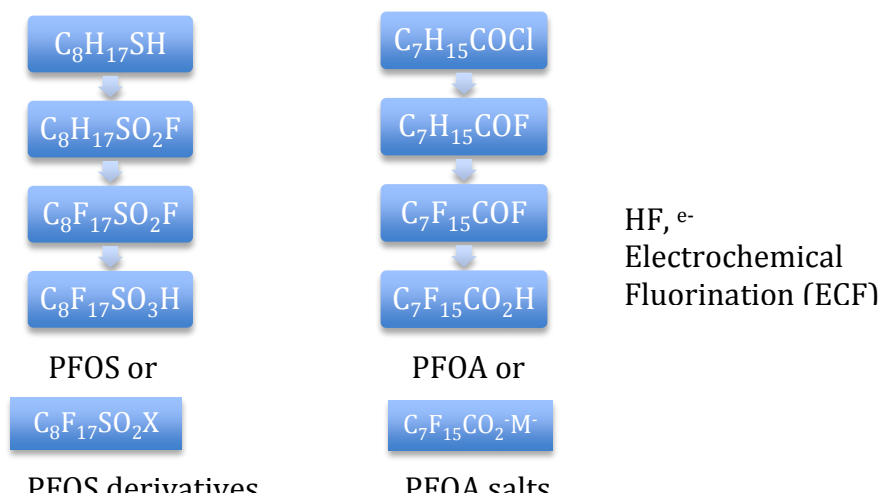 C₈H₁₇SH
C₈H₁₇SO₂F
C₈F₁₇SO₂F
C₈F₁₇SO₃H
PFOS or
C₈F₁₇SO₂X
PFOS derivatives
C₇H₁₅COCl
C₇H₁₅COF
C₇F₁₅COF
C₇F₁₅CO₂H
PFOA or
C₇F₁₅CO₂⁻M⁻
PFOA salts
HF, ᵉ⁻
Electrochemical
Fluorination (ECF)